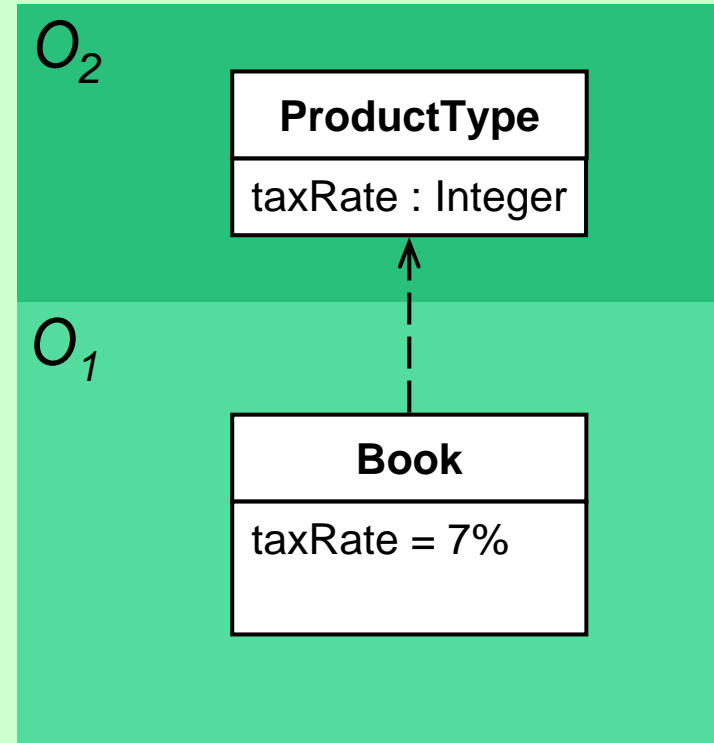 O₂
ProductType
taxRate : Integer
O₁
Book
taxRate = 7%